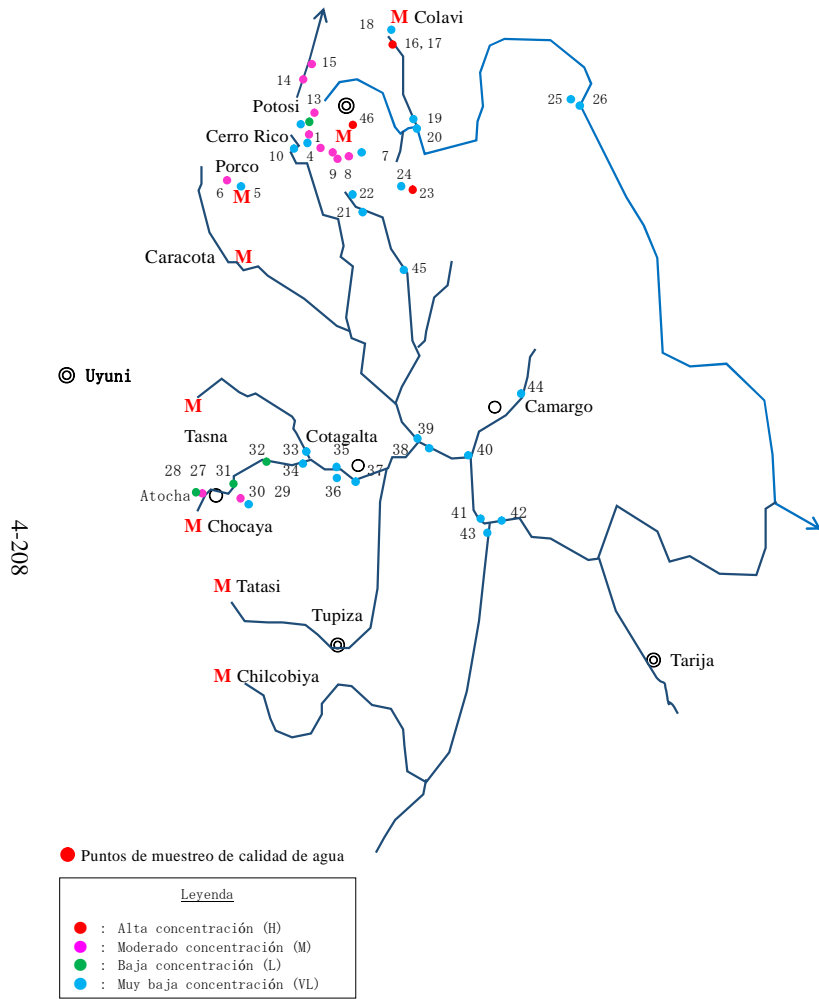 18 M Colavi
16, 17
15
14
Potosi
13
19
25 26
46
20
Cerro Rico
1 M
7
10 4
9 8
Porco
24
6 M 5
22
23
21
Caracota M
45
Uyuni
M
44
Camargo
Tasna
Cotagalta
39
32 33 35
38
40
28 27 31
34
37
Atocha
30 29 36
M Chocaya
41 42
43
4-208
M Tatasi
Tupiza
Tarija
M Chilcobiya
Puntos de muestreo de calidad de agua
Leyenda
: Alta concentración (H)
: Moderado concentración (M)
: Baja concentración (L)
: Muy baja concentración (VL)